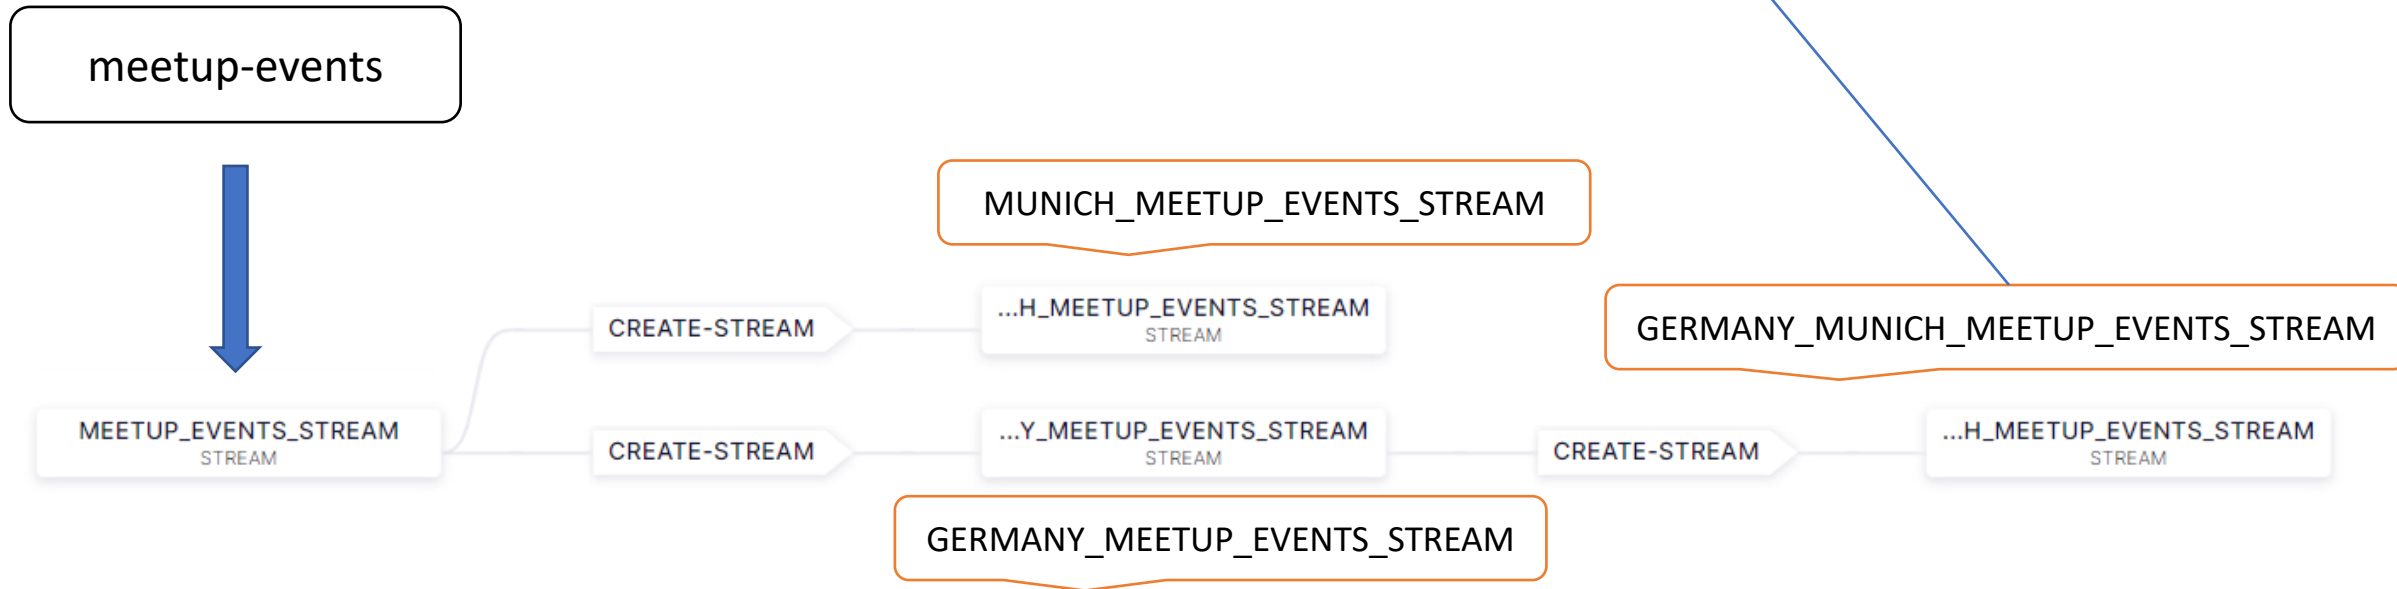 meetup-events
MUNICH_MEETUP_EVENTS_STREAM
...H_MEETUP_EVENTS_STREAM
STREAM
CREATE-STREAM
GERMANY_MUNICH_MEETUP_EVENTS_STREAM
MEETUP_EVENTS_STREAM
STREAM
CREATE-STREAM
...Y_MEETUP_EVENTS_STREAM
STREAM
CREATE-STREAM
...H_MEETUP_EVENTS_STREAM
STREAM
GERMANY_MEETUP_EVENTS_STREAM